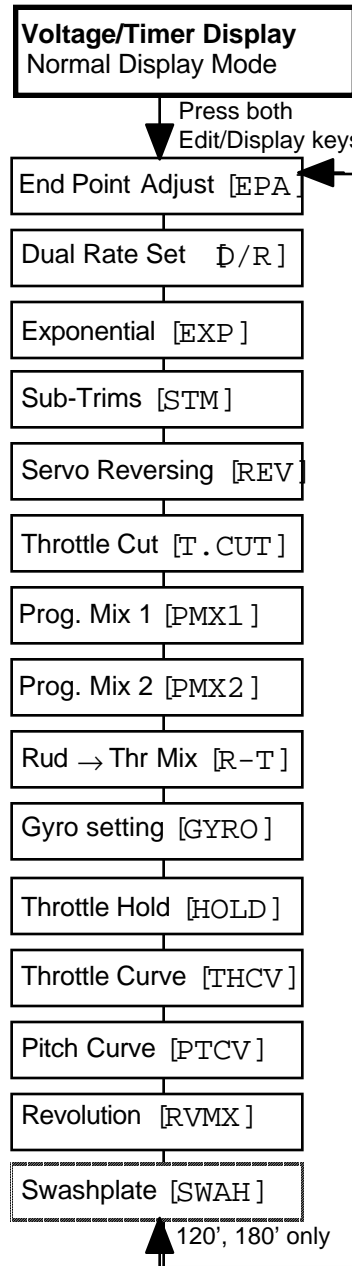 Voltage/Timer Display
Normal Display Mode
Press both
Edit/Display keys
End Point Adjust [EPA]
Dual Rate Set [D/R]
Exponential [EXP]
Sub-Trims [STM]
Servo Reversing [REV]
Throttle Cut [T.CUT]
Prog. Mix 1 [PMX1]
Prog. Mix 2 [PMX2]
Rud → Thr Mix [R-T]
Gyro setting [GYRO]
Throttle Hold [HOLD]
Throttle Curve [THCV]
Pitch Curve [PTCV]
Revolution [RVMX]
Swashplate [SWAH]
120', 180' only